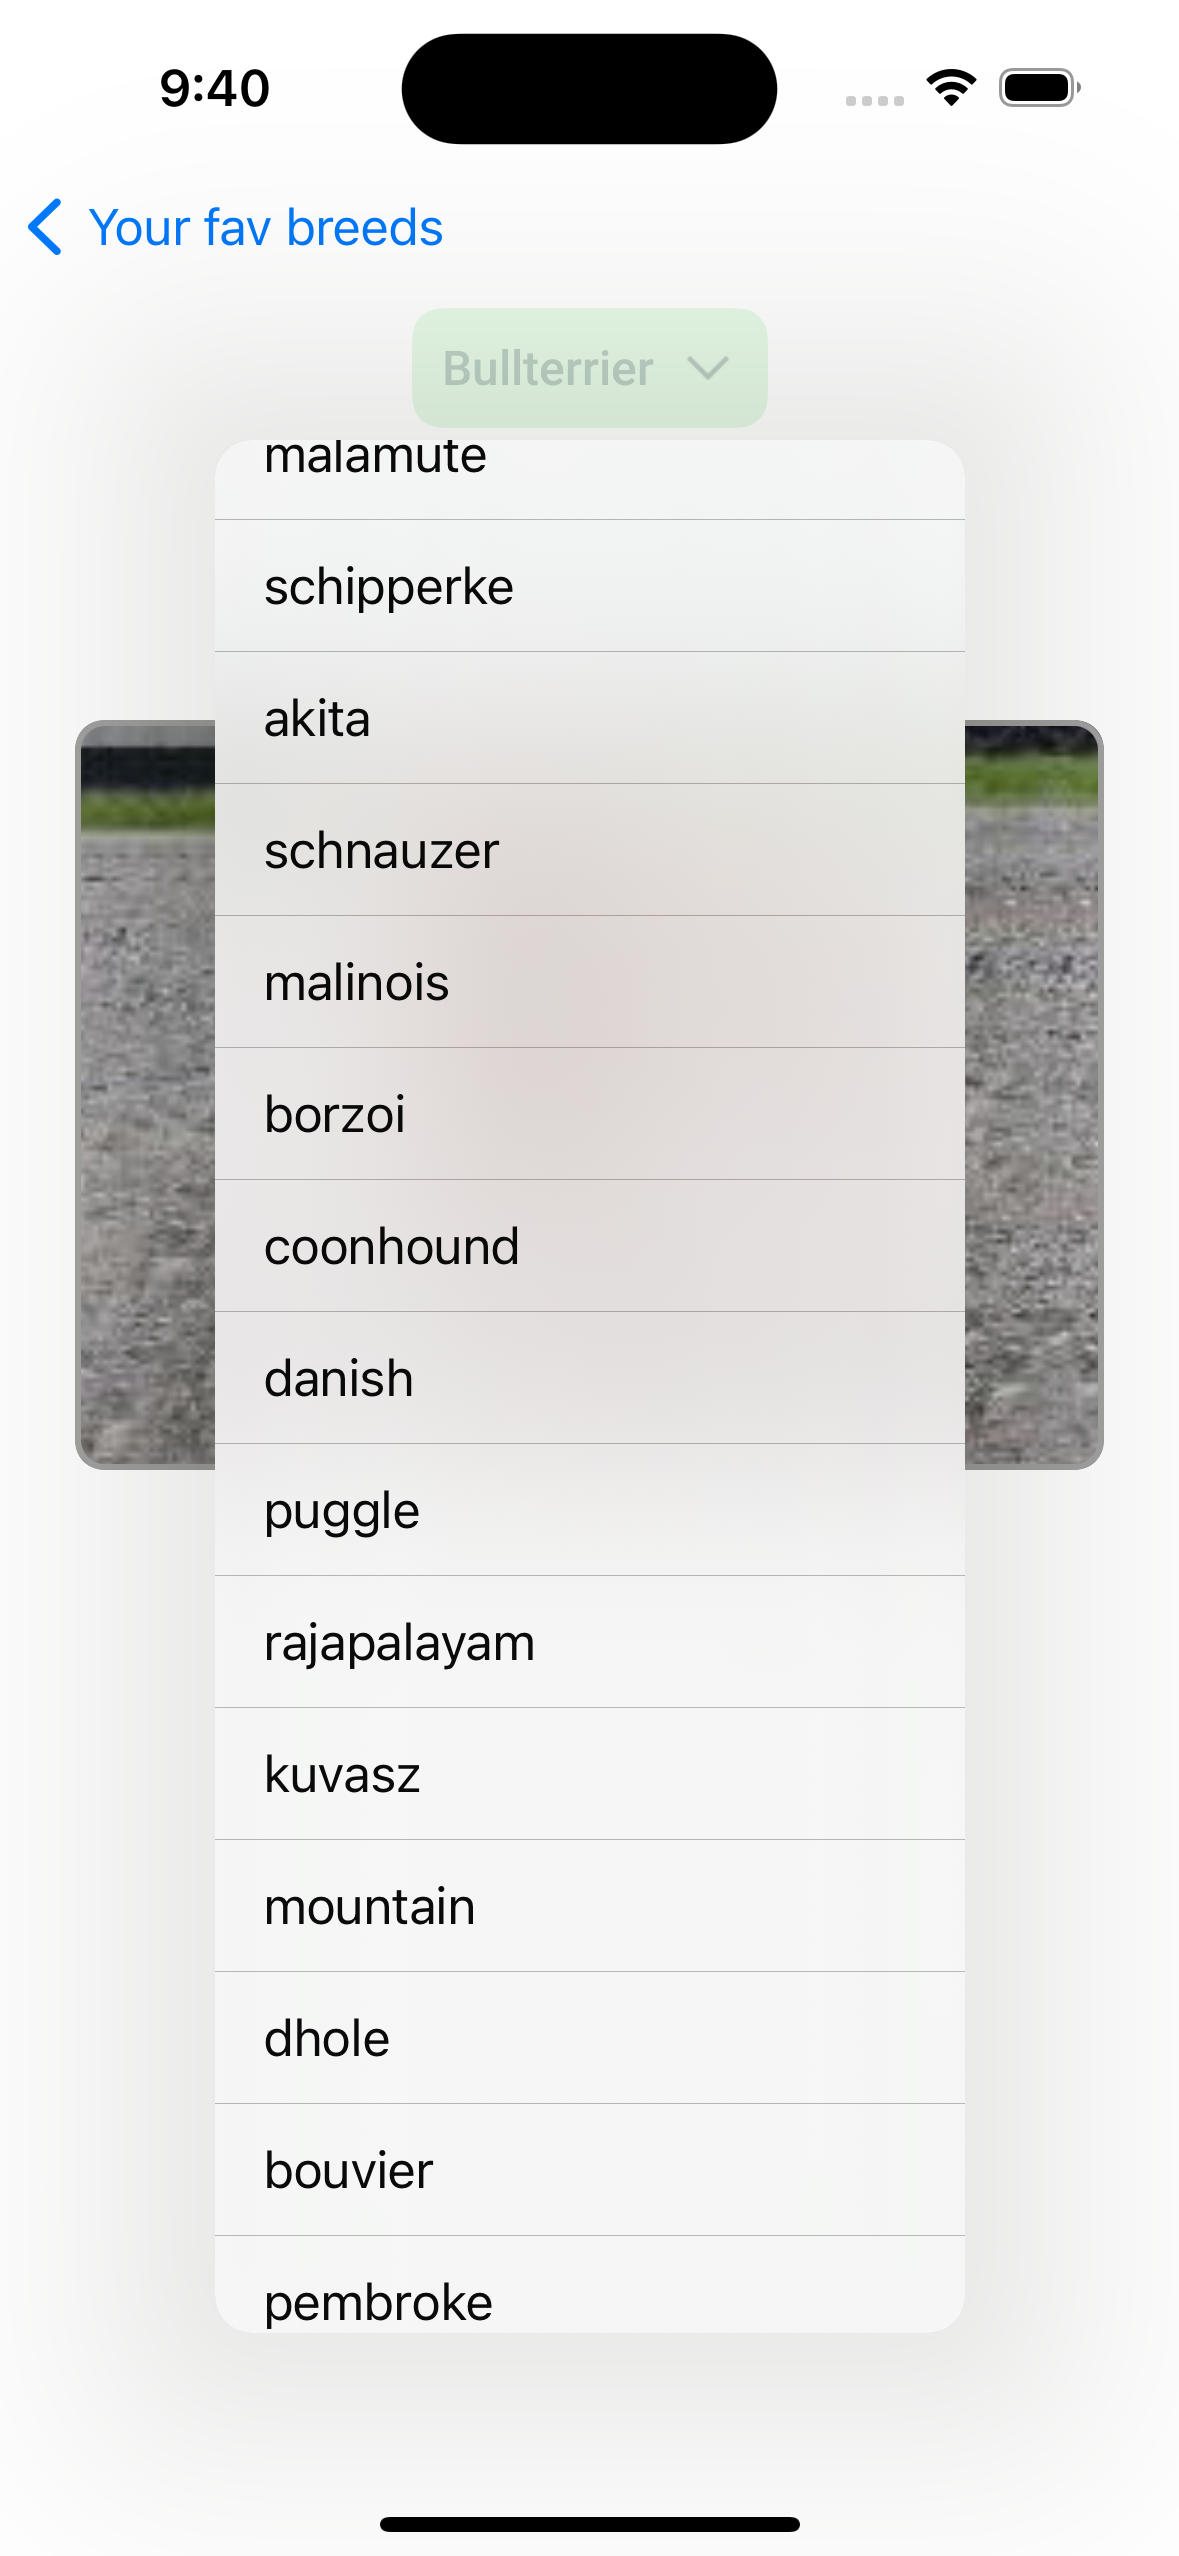 9:40
Your fav breeds
Bullterrier
malamute
schipperke
akita
schnauzer
malinois
borzoi
coonhound
danish
puggle
rajapalayam
kuvasz
mountain
dhole
bouvier
pembroke